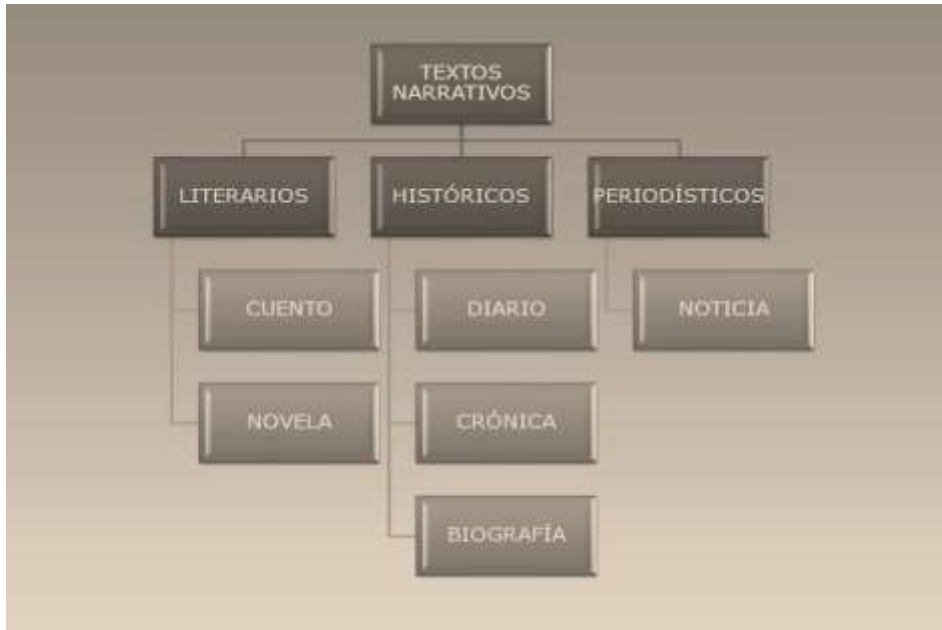 TEXTOS
NARRATIVOS
LITERARIOS
HISTÓRICOS
PERIODÍSTICOS
CUENTO
DIARIO
NOTICIA
NOVELA
CRÓNICA
BIOGRAFÍA